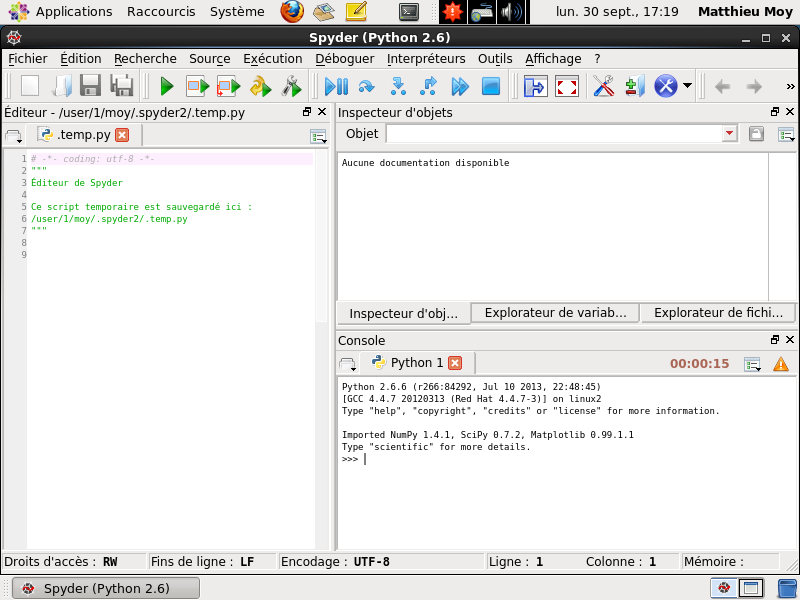 Applications Raccourcis Système lun. 30 sept., 17:19 Matthieu Moy
Spyder (Python 2.6)
Fichier Édition Recherche Source Exécution Déboguer Interpréteurs Outils Affichage ?
Éditeur - /user/1/moy/.spyder2/.temp.py
.temp.py
1 # -*- coding: utf-8 -*-
2 """
3 Éditeur de Spyder
4
5 Ce script temporaire est sauvegardé ici :
6 /user/1/moy/.spyder2/.temp.py
7 """
8
9
Inspecteur d'objets
Objet
Aucune documentation disponible
Inspecteur d'obj... Explorateur de variab... Explorateur de fichi...
Console
Python 1 00:00:15
Python 2.6.6 (r266:84292, Jul 10 2013, 22:48:45)
[GCC 4.4.7 20120313 (Red Hat 4.4.7-3)] on linux2
Type "help", "copyright", "credits" or "license" for more information.
Imported NumPy 1.4.1, SciPy 0.7.2, Matplotlib 0.99.1.1
Type "scientific" for more details.
>>>
Droits d'accès : RW Fins de ligne : LF Encodage : UTF-8 Ligne : 1 Colonne : 1 Mémoire :
Spyder (Python 2.6)